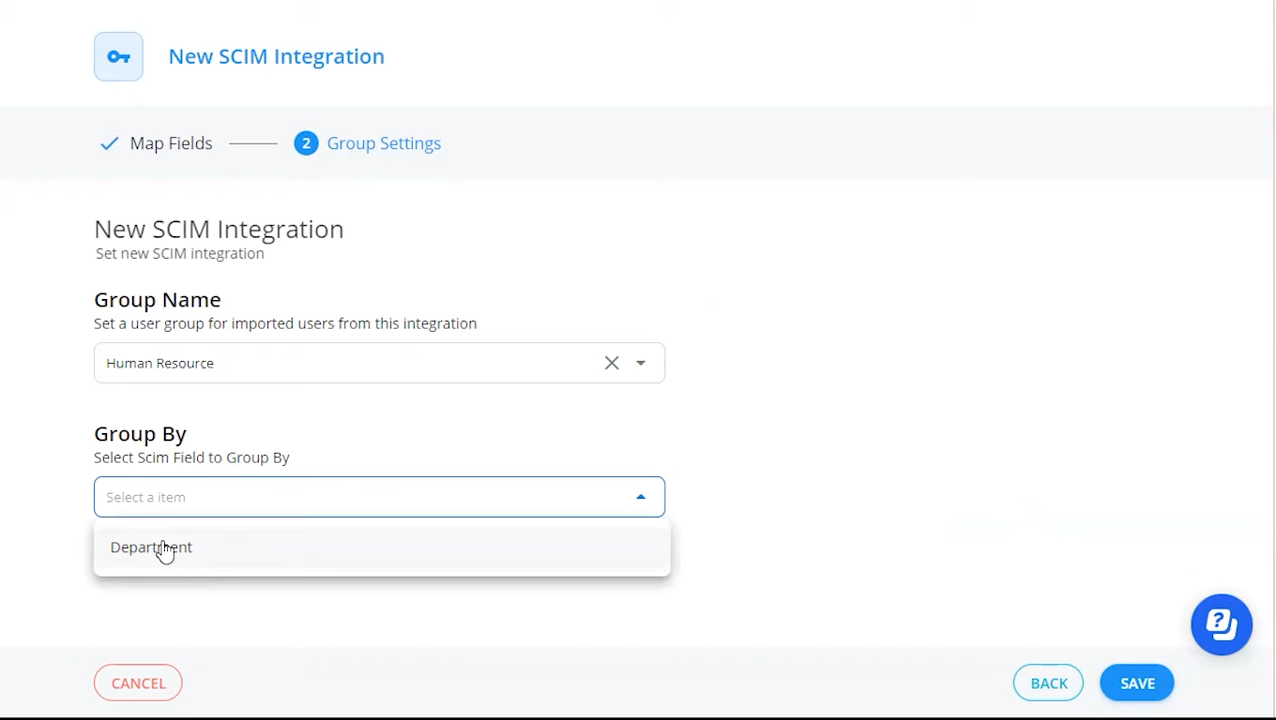 New SCIM Integration
Map Fields
2 Group Settings
New SCIM Integration
Set new SCIM integration
Group Name
Set a user group for imported users from this integration
Human Resource
Group By
Select Scim Field to Group By
Select a item
Department
?
CANCEL
BACK
SAVE